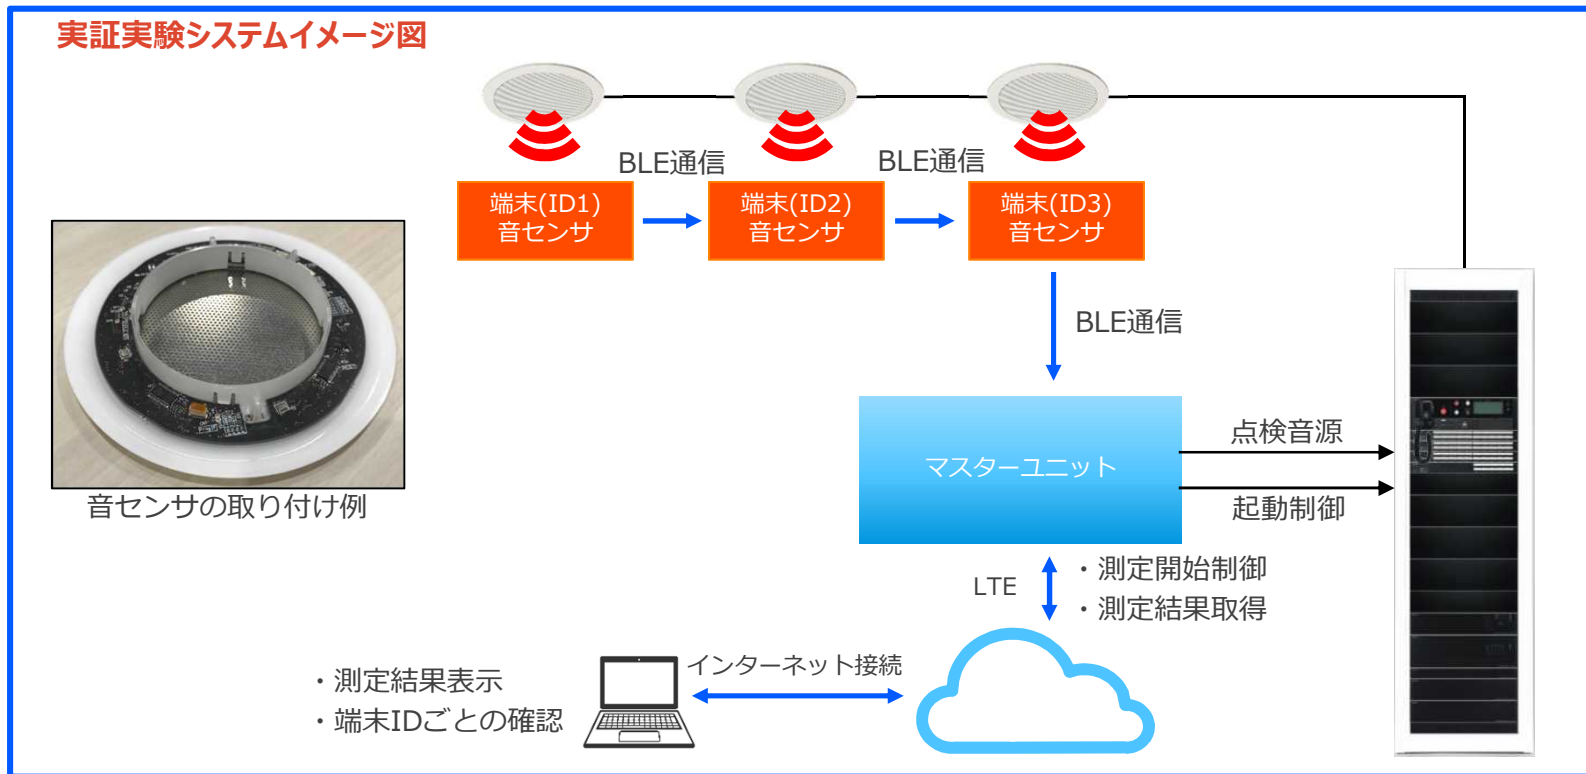 実証実験システムイメージ図
BLE通信
BLE通信
端末(ID1)
音センサ
端末(ID2)
音センサ
端末(ID3)
音センサ
BLE通信
音センサの取り付け例
マスターユニット
点検音源
起動制御
LTE
・測定開始制御
・測定結果取得
インターネット接続
・測定結果表示
・端末IDごとの確認